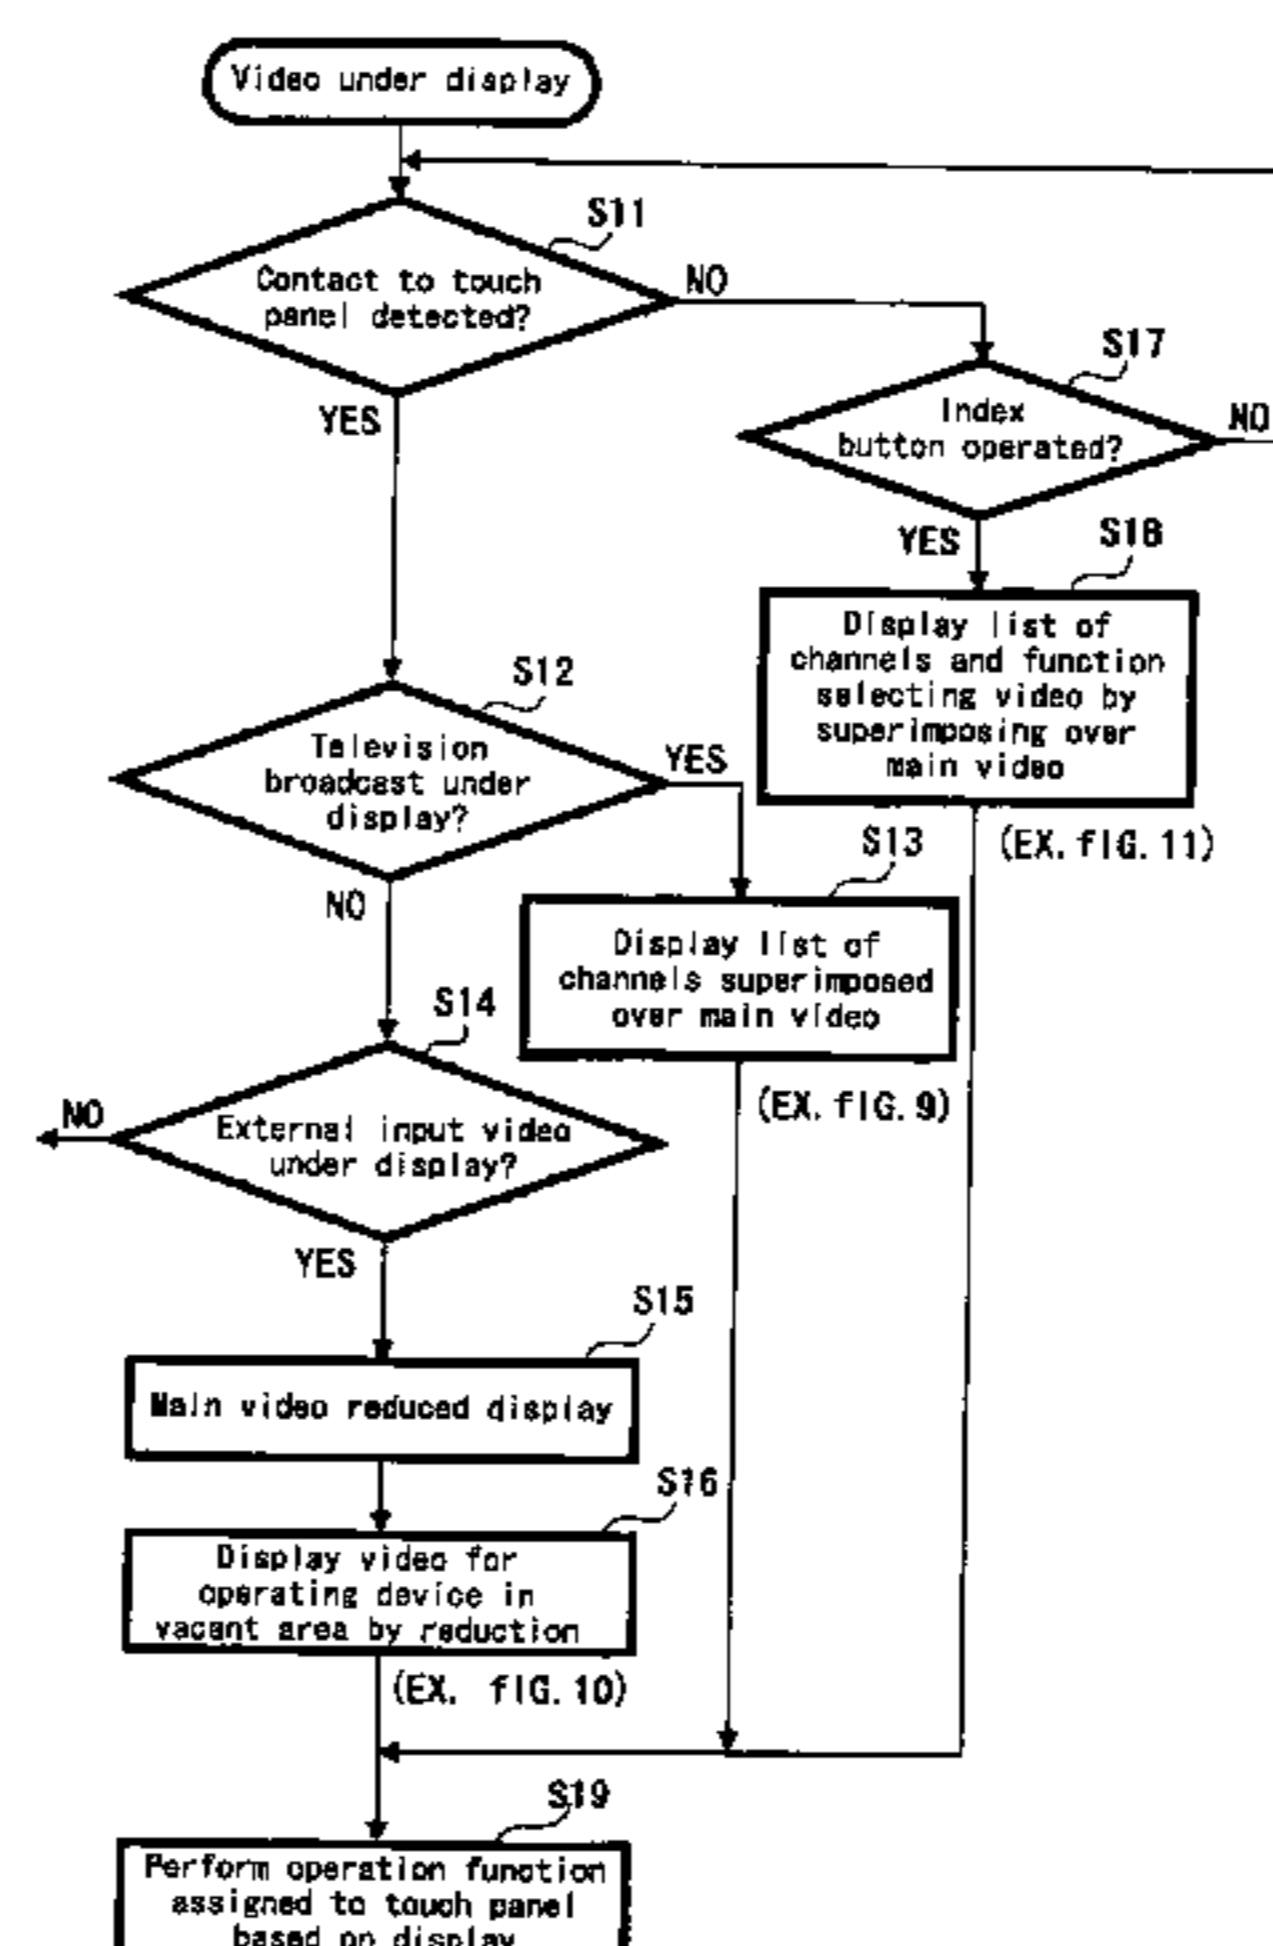 Video under display
S11
Contact to touch
panel detected?
NO
YES
S17
Index
button operated?
NO
YES
S18
Display list of
channels and function
selecting video by
superimposing over
main video
(EX. fIG. 11)
S12
Television
broadcast under
display?
YES
NO
S13
Display list of
channels superimposed
over main video
(EX. fIG. 9)
S14
External input video
under display?
NO
YES
S15
Main video reduced display
S16
Display video for
operating device in
vacant area by reduction
(EX. fIG. 10)
S19
Perform operation function
assigned to touch panel
based on display